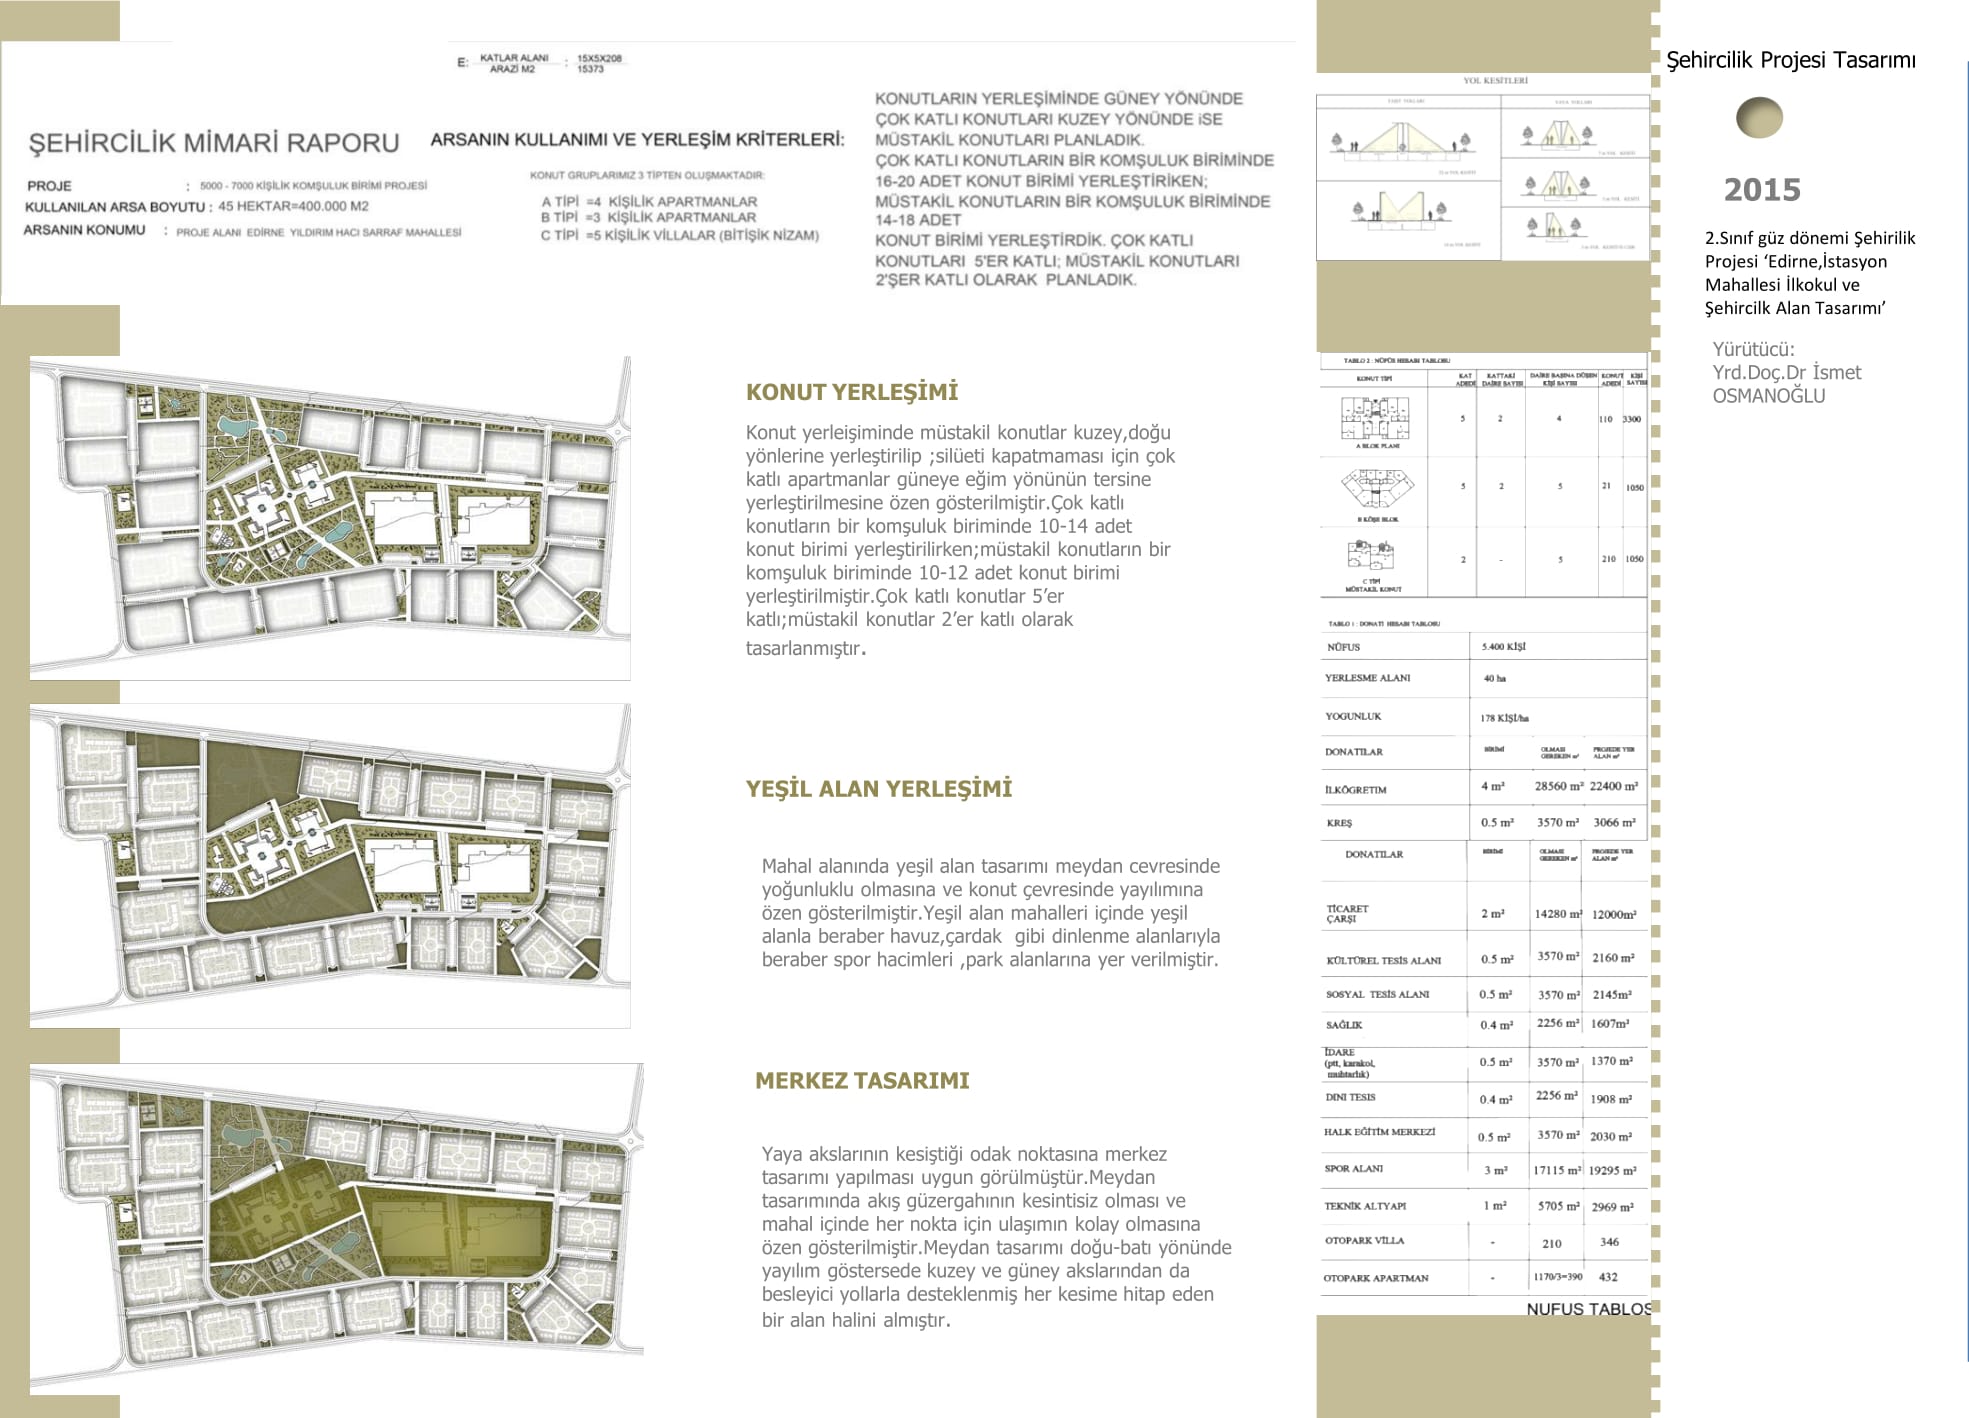 E: KATLAR ALANI : 15X5X208
ARAZİ M2 15373
ŞEHİRCİLİK MİMARİ RAPORU
PROJE : 5000 - 7000 KİŞİLİK KOMŞULUK BİRİMİ PROJESİ
KULLANILAN ARSA BOYUTU : 45 HEKTAR=400.000 M2
ARSANIN KONUMU : PROJE ALANI EDİRNE YILDIRIM HACI SARRAF MAHALLESİ
ARSANIN KULLANIMI VE YERLEŞİM KRİTERLERİ:
KONUT GRUPLARIMIZ 3 TİPTEN OLUŞMAKTADIR:
A TİPİ =4 KİŞİLİK APARTMANLAR
B TİPİ =3 KİŞİLİK APARTMANLAR
C TİPİ =5 KİŞİLİK VİLLALAR (BİTİŞİK NİZAM)
KONUTLARIN YERLEŞİMİNDE GÜNEY YÖNÜNDE
ÇOK KATLI KONUTLARI KUZEY YÖNÜNDE iSE
MÜSTAKİL KONUTLARI PLANLADIK.
ÇOK KATLI KONUTLARIN BİR KOMŞULUK BİRİMİNDE
16-20 ADET KONUT BİRİMİ YERLEŞTİRİKEN;
MÜSTAKİL KONUTLARIN BİR KOMŞULUK BİRİMİNDE
14-18 ADET
KONUT BİRİMİ YERLEŞTİRDİK. ÇOK KATLI
KONUTLARI 5'ER KATLI; MÜSTAKİL KONUTLARI
2'ŞER KATLI OLARAK PLANLADIK.
KONUT YERLEŞİMİ
Konut yerleişiminde müstakil konutlar kuzey,doğu
yönlerine yerleştirilip ;silüeti kapatmaması için çok
katlı apartmanlar güneye eğim yönünün tersine
yerleştirilmesine özen gösterilmiştir.Çok katlı
konutların bir komşuluk biriminde 10-14 adet
konut birimi yerleştirilirken;müstakil konutların bir
komşuluk biriminde 10-12 adet konut birimi
yerleştirilmiştir.Çok katlı konutlar 5’er
katlı;müstakil konutlar 2’er katlı olarak
tasarlanmıştır.
YEŞİL ALAN YERLEŞİMİ
Mahal alanında yeşil alan tasarımı meydan cevresinde
yoğunluklu olmasına ve konut çevresinde yayılımına
özen gösterilmiştir.Yeşil alan mahalleri içinde yeşil
alanla beraber havuz,çardak gibi dinlenme alanlarıyla
beraber spor hacimleri ,park alanlarına yer verilmiştir.
MERKEZ TASARIMI
Yaya akslarının kesiştiği odak noktasına merkez
tasarımı yapılması uygun görülmüştür.Meydan
tasarımında akış güzergahının kesintisiz olması ve
mahal içinde her nokta için ulaşımın kolay olmasına
özen gösterilmiştir.Meydan tasarımı doğu-batı yönünde
yayılım göstersede kuzey ve güney akslarından da
besleyici yollarla desteklenmiş her kesime hitap eden
bir alan halini almıştır.
YOL KESİTLERİ
TABLO 2 : NÜFUS HESABI TABLOSU
KONUT TİPİ KAT ADEDİ KATTAKİ DAİRE SAYISI DAİRE BAŞINA DÜŞEN KİŞİ SAYISI KONUT ADEDİ KİŞİ SAYISI
5 2 4 110 3300
A BLOK PLANI
5 2 5 21 1050
B KÖŞE BLOK
2 - 5 210 1050
C TİPİ
MÜSTAKİL KONUT
TABLO 1 : DONATI HESABI TABLOSU
NÜFUS 5.400 KİŞİ
YERLESME ALANI 40 ha
YOGUNLUK 178 KİŞİ/ha
DONATILAR BİRİMİ OLMASI GEREKEN m² PROJEDE YER ALAN m²
İLKÖGRETIM 4 m² 28560 m² 22400 m²
KREŞ 0.5 m² 3570 m² 3066 m²
DONATILAR BİRİMİ OLMASI GEREKEN m² PROJEDE YER ALAN m²
TİCARET
ÇARŞI 2 m² 14280 m² 12000m²
KÜLTÜREL TESİS ALANI 0.5 m² 3570 m² 2160 m²
SOSYAL TESİS ALANI 0.5 m² 3570 m² 2145m²
SAĞLIK 0.4 m² 2256 m² 1607m²
İDARE
(ptt, karakol, 0.5 m² 3570 m² 1370 m²
muhtarlık)
DINI TESIS 0.4 m² 2256 m² 1908 m²
HALK EĞİTİM MERKEZİ 0.5 m² 3570 m² 2030 m²
SPOR ALANI 3 m² 17115 m² 19295 m²
TEKNİK ALTYAPI 1 m² 5705 m² 2969 m²
OTOPARK VİLLA - 210 346
OTOPARK APARTMAN - 1170/3=390 432
NUFUS TABLOS
Şehircilik Projesi Tasarımı
2015
2.Sınıf güz dönemi Şehirilik
Projesi ‘Edirne,İstasyon
Mahallesi İlkokul ve
Şehircilk Alan Tasarımı’
Yürütücü:
Yrd.Doç.Dr İsmet
OSMANOĞLU